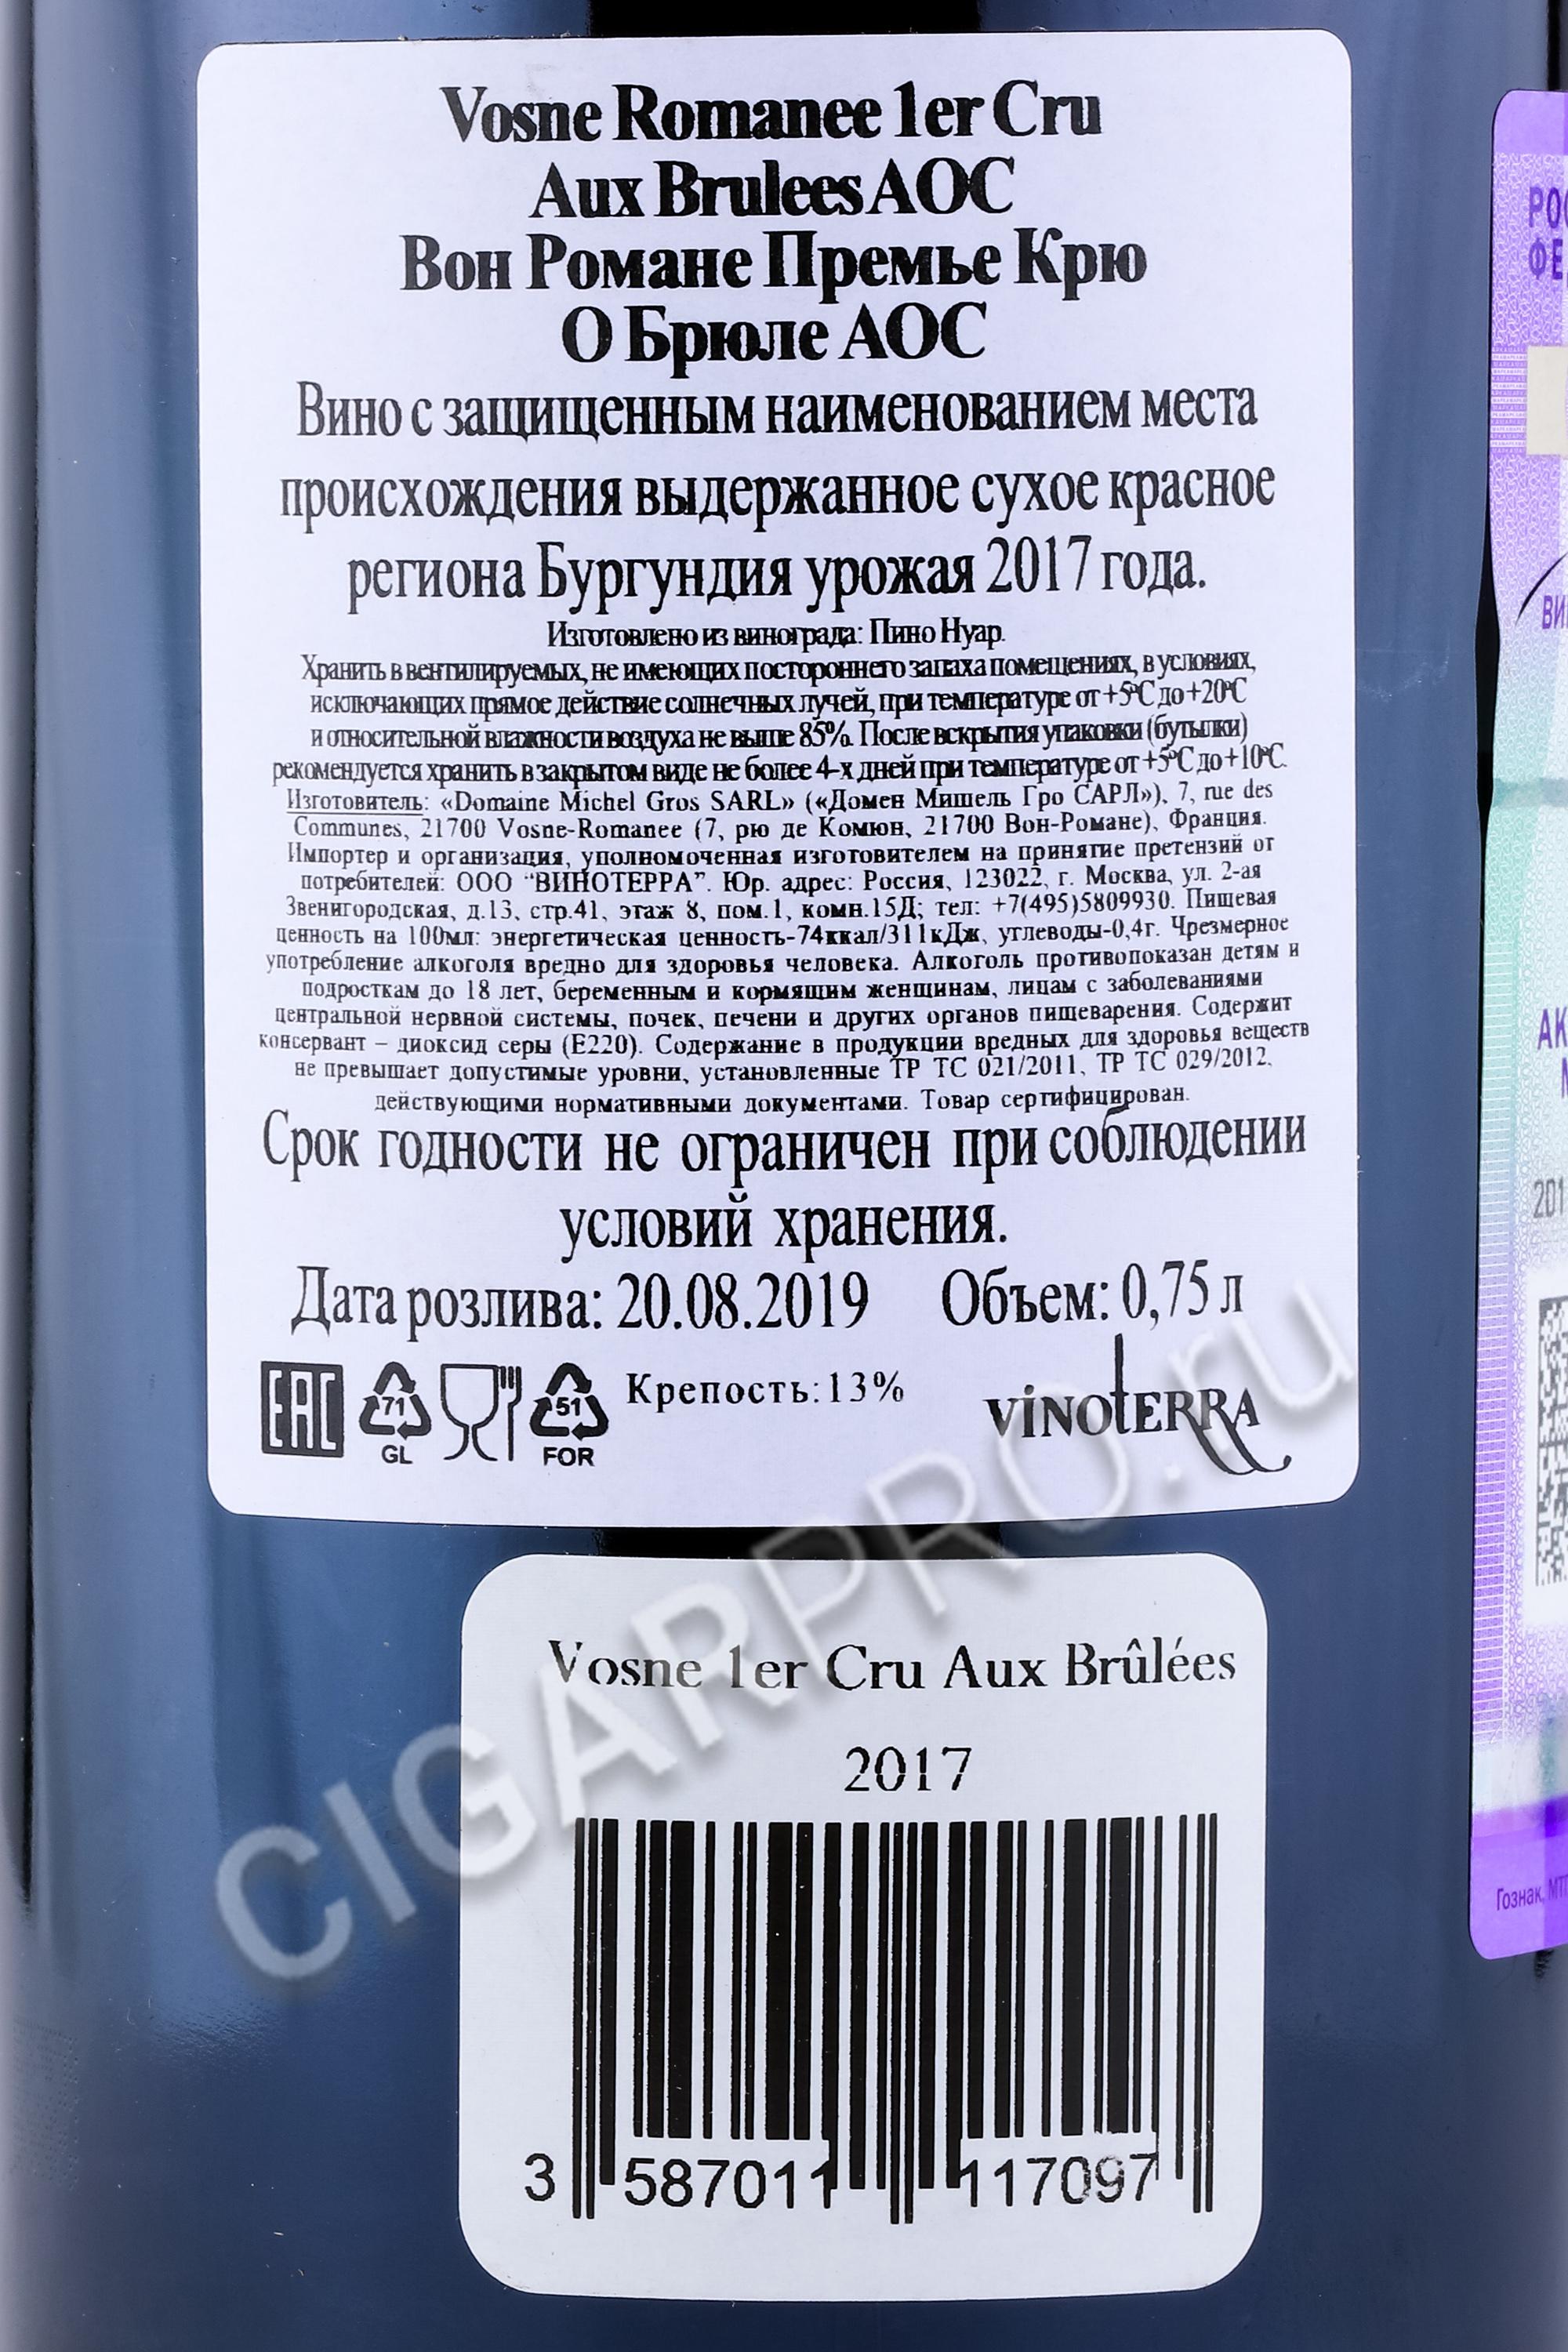 Vosne Romanee 1er Cru
Aux Brulees AOC
Вон Романе Премье Крю
О Брюле АОС
Вино с защищенным наименованием места
происхождения выдержанное сухое красное
региона Бургундия урожая 2017 года.
Изготовлено из винограда: Пино Нуар.
Хранить в вентилируемых, не имеющих постороннего запаха помещениях, в условиях,
исключающих прямое действие солнечных лучей, при температуре от +5°C до +20°C
и относительной влажности воздуха не выше 85%. После вскрытия упаковки (бутылки)
рекомендуется хранить в закрытом виде не более 4-х дней при температуре от +5°C до +10°C.
Изготовитель: «Domaine Michel Gros SARL» («Домен Мишель Гро САРЛ»), 7, rue des
Communes, 21700 Vosne-Romanee (7, рю де Комюн, 21700 Вон-Романе), Франция.
Импортер и организация, уполномоченная изготовителем на принятие претензий от
потребителей: ООО "ВИНОТЕРРА". Юр. адрес: Россия, 123022, г. Москва, ул. 2-ая
Звенигородская, д.13, стр.41, этаж 8, пом.1, комн.15Д; тел: +7(495)5809930. Пищевая
ценность на 100мл: энергетическая ценность-74ккал/311кДж, углеводы-0,4г. Чрезмерное
употребление алкоголя вредно для здоровья человека. Алкоголь противопоказан детям и
подросткам до 18 лет, беременным и кормящим женщинам, лицам с заболеваниями
центральной нервной системы, почек, печени и других органов пищеварения. Содержит
консервант – диоксид серы (E220). Содержание в продукции вредных для здоровья веществ
не превышает допустимые уровни, установленные ТР ТС 021/2011, ТР ТС 029/2012,
действующими нормативными документами. Товар сертифицирован.
Срок годности не ограничен при соблюдении
условий хранения.
Дата розлива: 20.08.2019 Объем: 0,75 л
EAC 71 GL 51 FOR Крепость:13% VINOTERRA
CIGARPRO.ru
Vosne 1er Cru Aux Brûlées
2017
3 587011 117097
РОС
ФЕ
ВИ
АК
201
Гознак, МТ